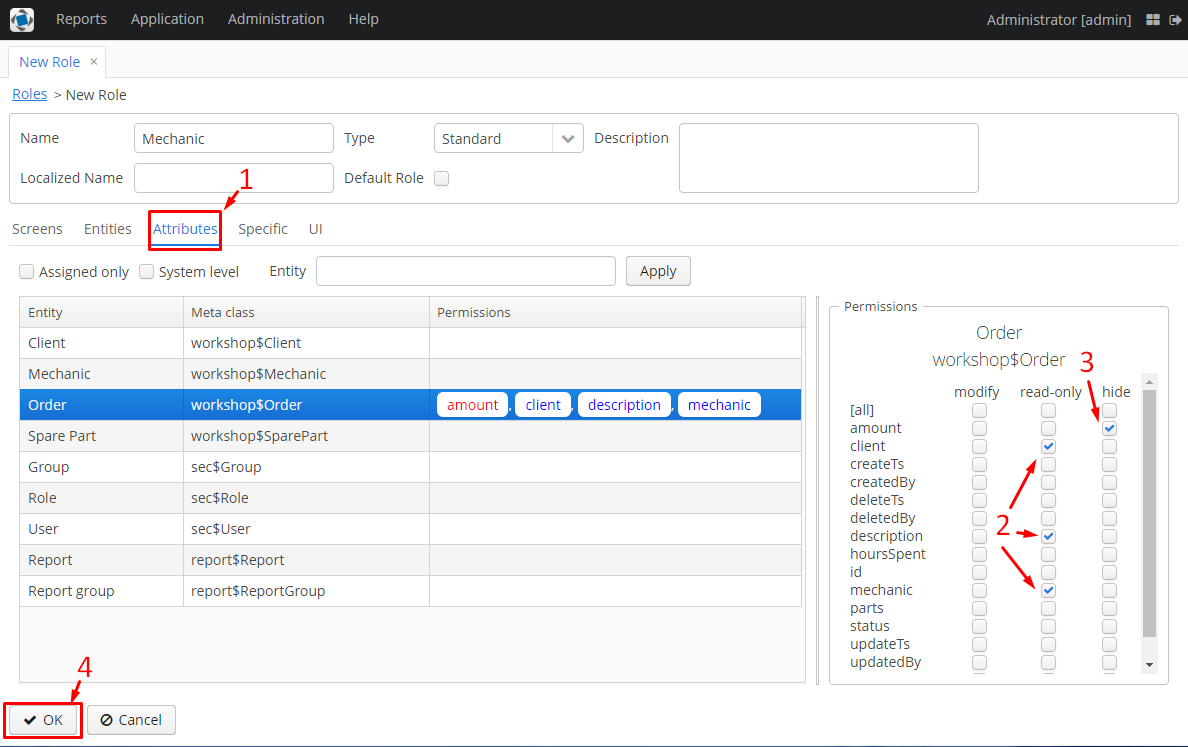 Reports Application Administration Help Administrator [admin]
New Role ×
Roles > New Role
Name Mechanic Type Standard Description
Localized Name Default Role
1
Screens Entities Attributes Specific UI
Assigned only System level Entity Apply
Entity Meta class Permissions
Client workshop$Client
Mechanic workshop$Mechanic
Order workshop$Order amount, client, description, mechanic
Spare Part workshop$SparePart
Group sec$Group
Role sec$Role
User sec$User
Report report$Report
Report group report$ReportGroup
Permissions
Order
workshop$Order
3
modify read-only hide
[all]
amount
client
createTs
createdBy
deleteTs
deletedBy
2
description
hoursSpent
id
mechanic
parts
status
updateTs
updatedBy
4
OK Cancel